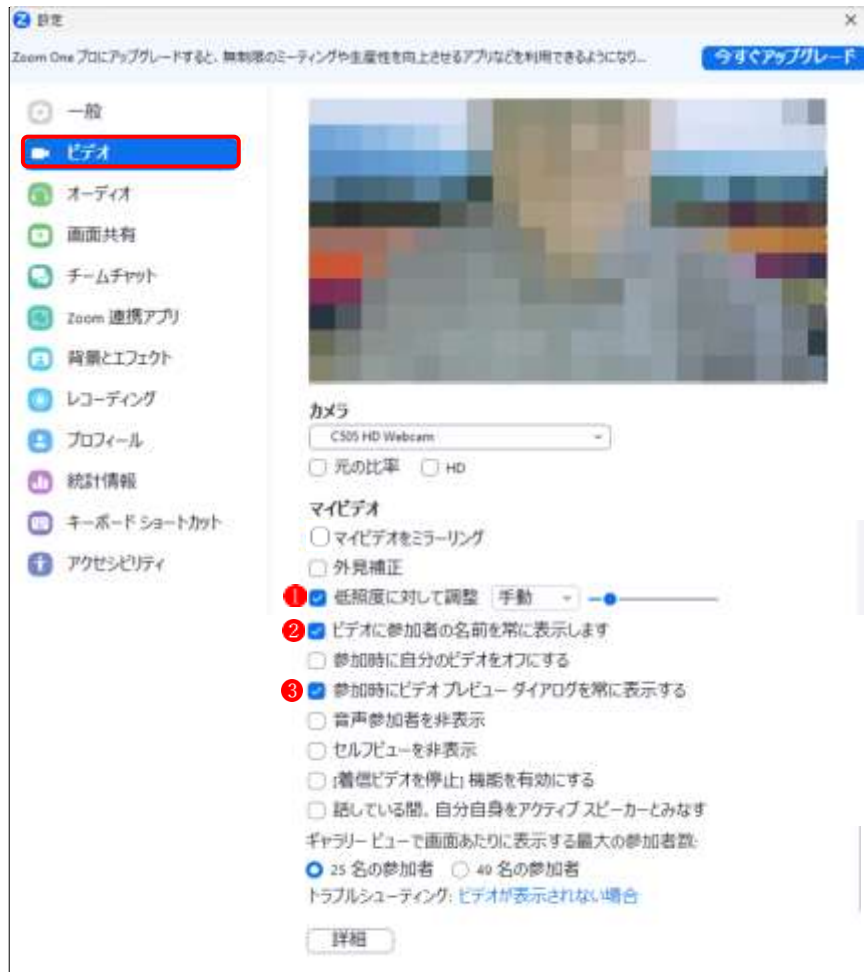 設定
Zoom One プロにアップグレードすると、無制限のミーティングや生産性を向上させるアプリなどを利用できるようになり...
今すぐアップグレード
一般
ビデオ
オーディオ
画面共有
チームチャット
Zoom 連携アプリ
背景とエフェクト
レコーディング
プロフィール
統計情報
キーボード ショートカット
アクセシビリティ
カメラ
C505 HD Webcam
元の比率 HD
マイビデオ
マイビデオをミラーリング
外見補正
1 低照度に対して調整 手動
2 ビデオに参加者の名前を常に表示します
参加時に自分のビデオをオフにする
3 参加時にビデオ プレビュー ダイアログを常に表示する
音声参加者を非表示
セルフビューを非表示
[着信ビデオを停止] 機能を有効にする
話している間、自分自身をアクティブ スピーカーとみなす
ギャラリー ビューで画面あたりに表示する最大の参加者数:
25 名の参加者 49 名の参加者
トラブルシューティング: ビデオが表示されない場合
詳細